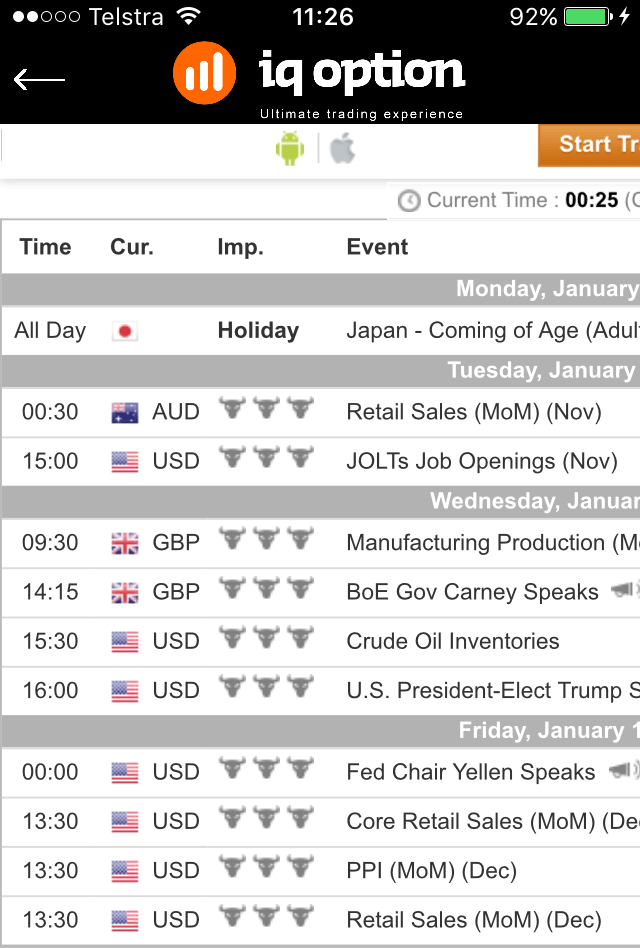 Telstra 11:26 92%
iq option
Ultimate trading experience
Start Tr
Current Time : 00:25 (G
Time Cur. Imp. Event
Monday, January
All Day Holiday Japan - Coming of Age (Adul
Tuesday, January
00:30 AUD Retail Sales (MoM) (Nov)
15:00 USD JOLTs Job Openings (Nov)
Wednesday, Januar
09:30 GBP Manufacturing Production (M
14:15 GBP BoE Gov Carney Speaks
15:30 USD Crude Oil Inventories
16:00 USD U.S. President-Elect Trump S
Friday, January 1
00:00 USD Fed Chair Yellen Speaks
13:30 USD Core Retail Sales (MoM) (De
13:30 USD PPI (MoM) (Dec)
13:30 USD Retail Sales (MoM) (Dec)